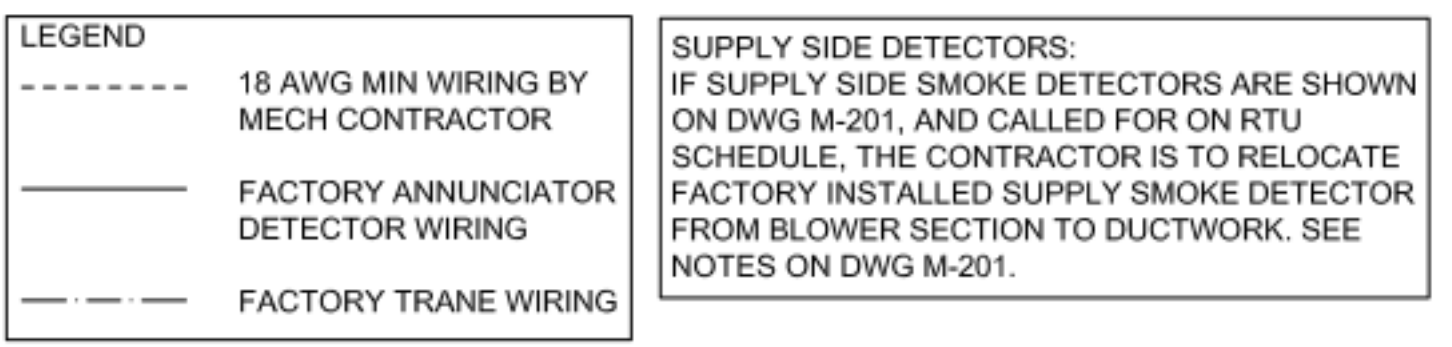 LEGEND
18 AWG MIN WIRING BY
MECH CONTRACTOR
FACTORY ANNUNCIATOR
DETECTOR WIRING
FACTORY TRANE WIRING
SUPPLY SIDE DETECTORS:
IF SUPPLY SIDE SMOKE DETECTORS ARE SHOWN
ON DWG M-201, AND CALLED FOR ON RTU
SCHEDULE, THE CONTRACTOR IS TO RELOCATE
FACTORY INSTALLED SUPPLY SMOKE DETECTOR
FROM BLOWER SECTION TO DUCTWORK. SEE
NOTES ON DWG M-201.